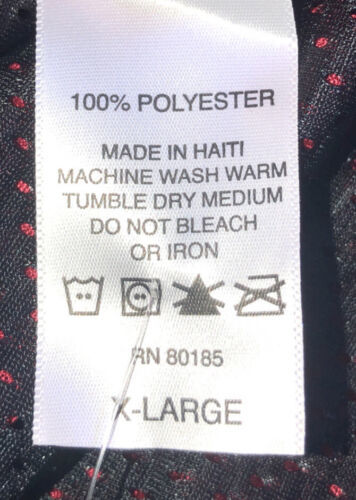 100% POLYESTER
MADE IN HAITI
MACHINE WASH WARM
TUMBLE DRY MEDIUM
DO NOT BLEACH
OR IRON
RN 80185
X-LARGE